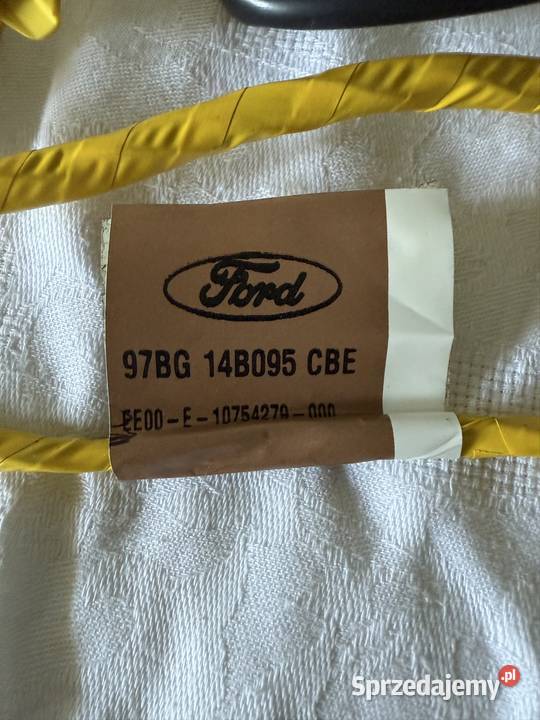 Ford
97BG 14B095 CBE
EE00-E-10754279-000
Sprzedajemy.pl